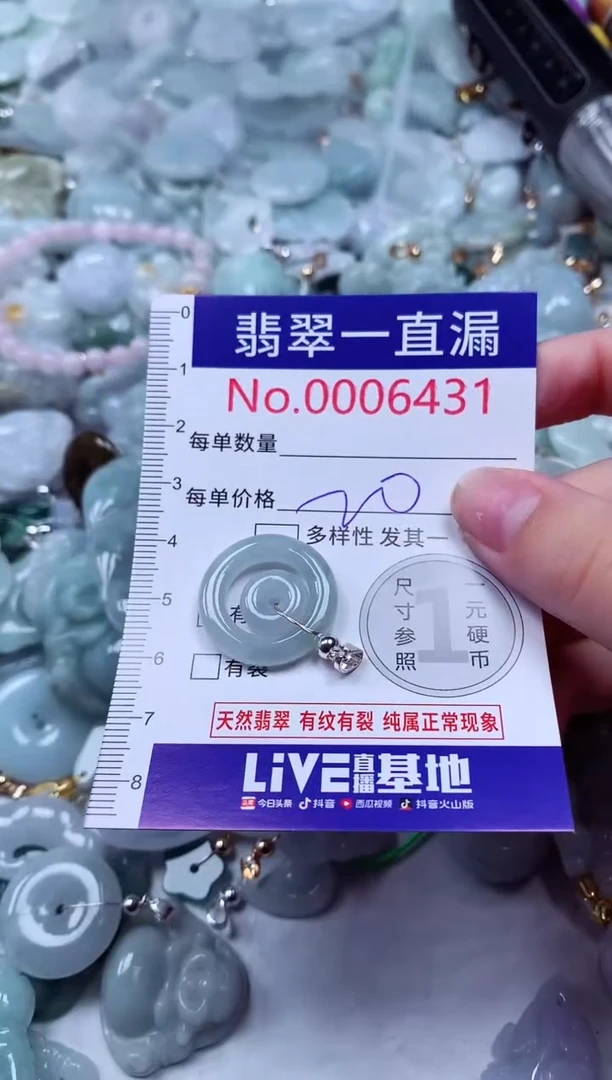 0
翡翠一直漏
1
No.0006431
2
每单数量
3
每单价格 20
多样性 发其一
4
5
有
6
有裂
尺寸参照
1
一元硬币
7
天然翡翠 有纹有裂 纯属正常现象
8
LiVE直播基地
今日头条 抖音 西瓜视频 抖音火山版